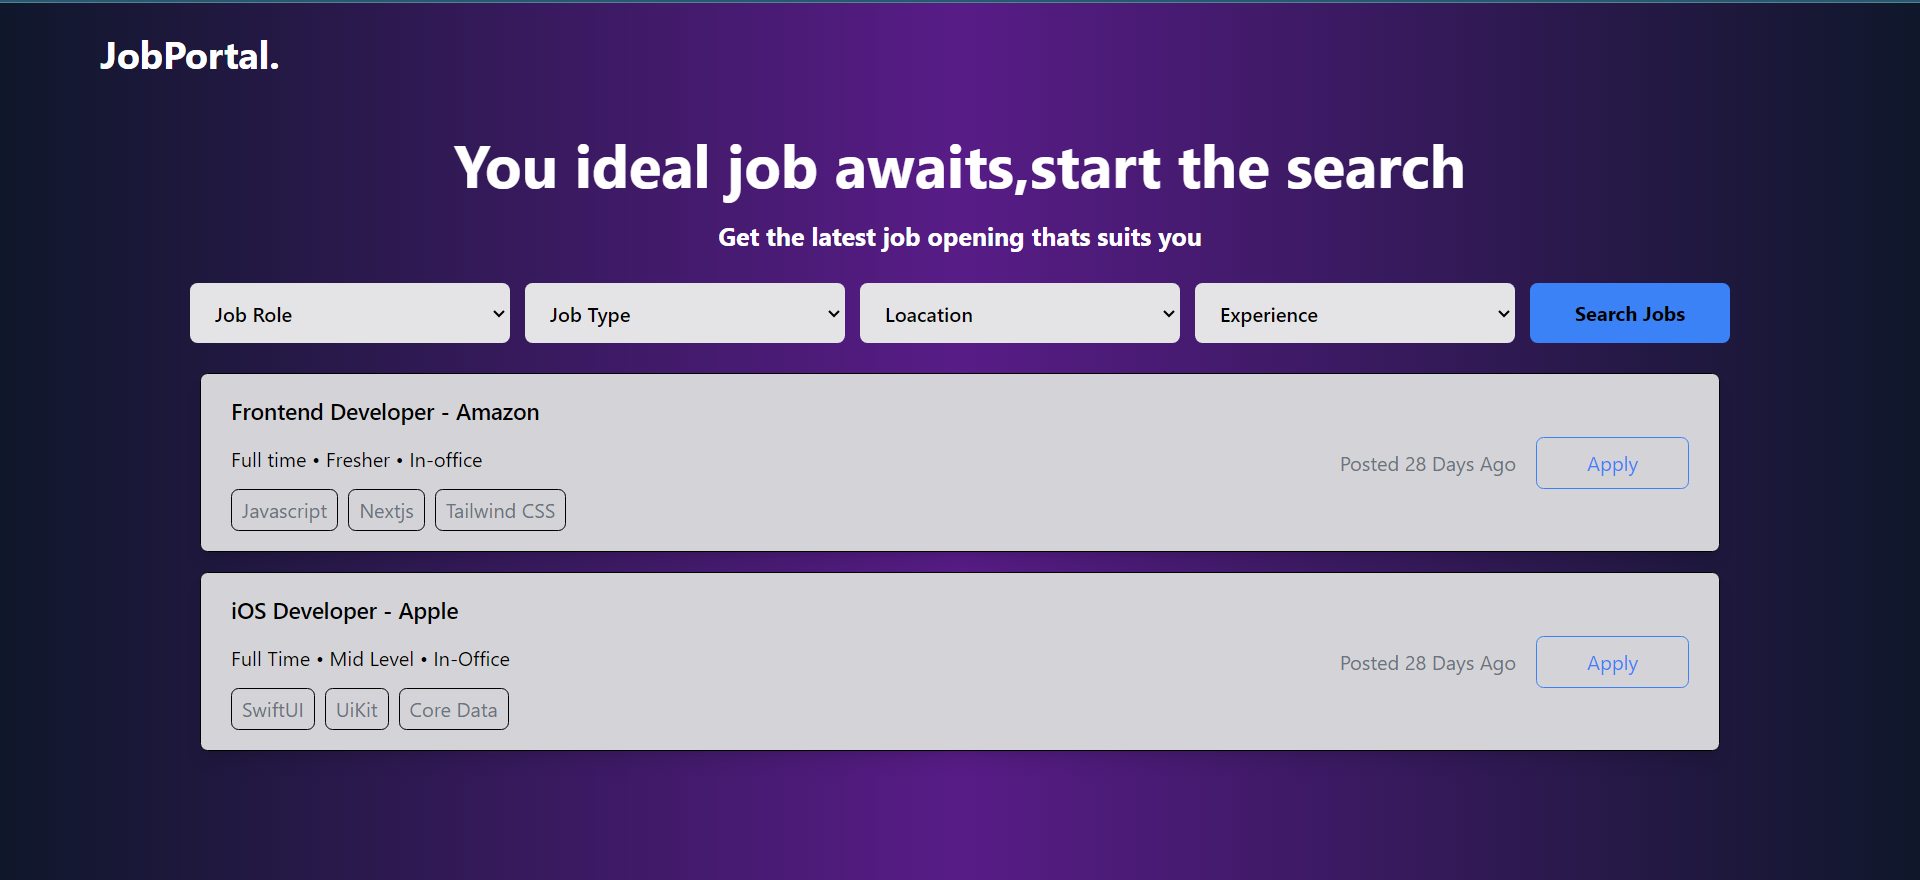 JobPortal.
You ideal job awaits,start the search
Get the latest job opening thats suits you
Job Role
Job Type
Loacation
Experience
Search Jobs
Frontend Developer - Amazon
Full time • Fresher • In-office
Posted 28 Days Ago
Apply
Javascript
Nextjs
Tailwind CSS
iOS Developer - Apple
Full Time • Mid Level • In-Office
Posted 28 Days Ago
Apply
SwiftUI
UiKit
Core Data